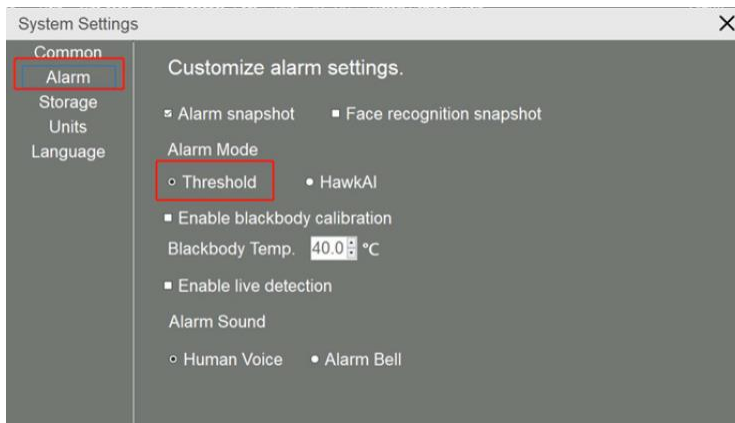 System Settings
Common
Alarm
Storage
Units
Language
Customize alarm settings.
Alarm snapshot Face recognition snapshot
Alarm Mode
Threshold HawkAI
Enable blackbody calibration
Blackbody Temp. 40.0 ℃
Enable live detection
Alarm Sound
Human Voice Alarm Bell